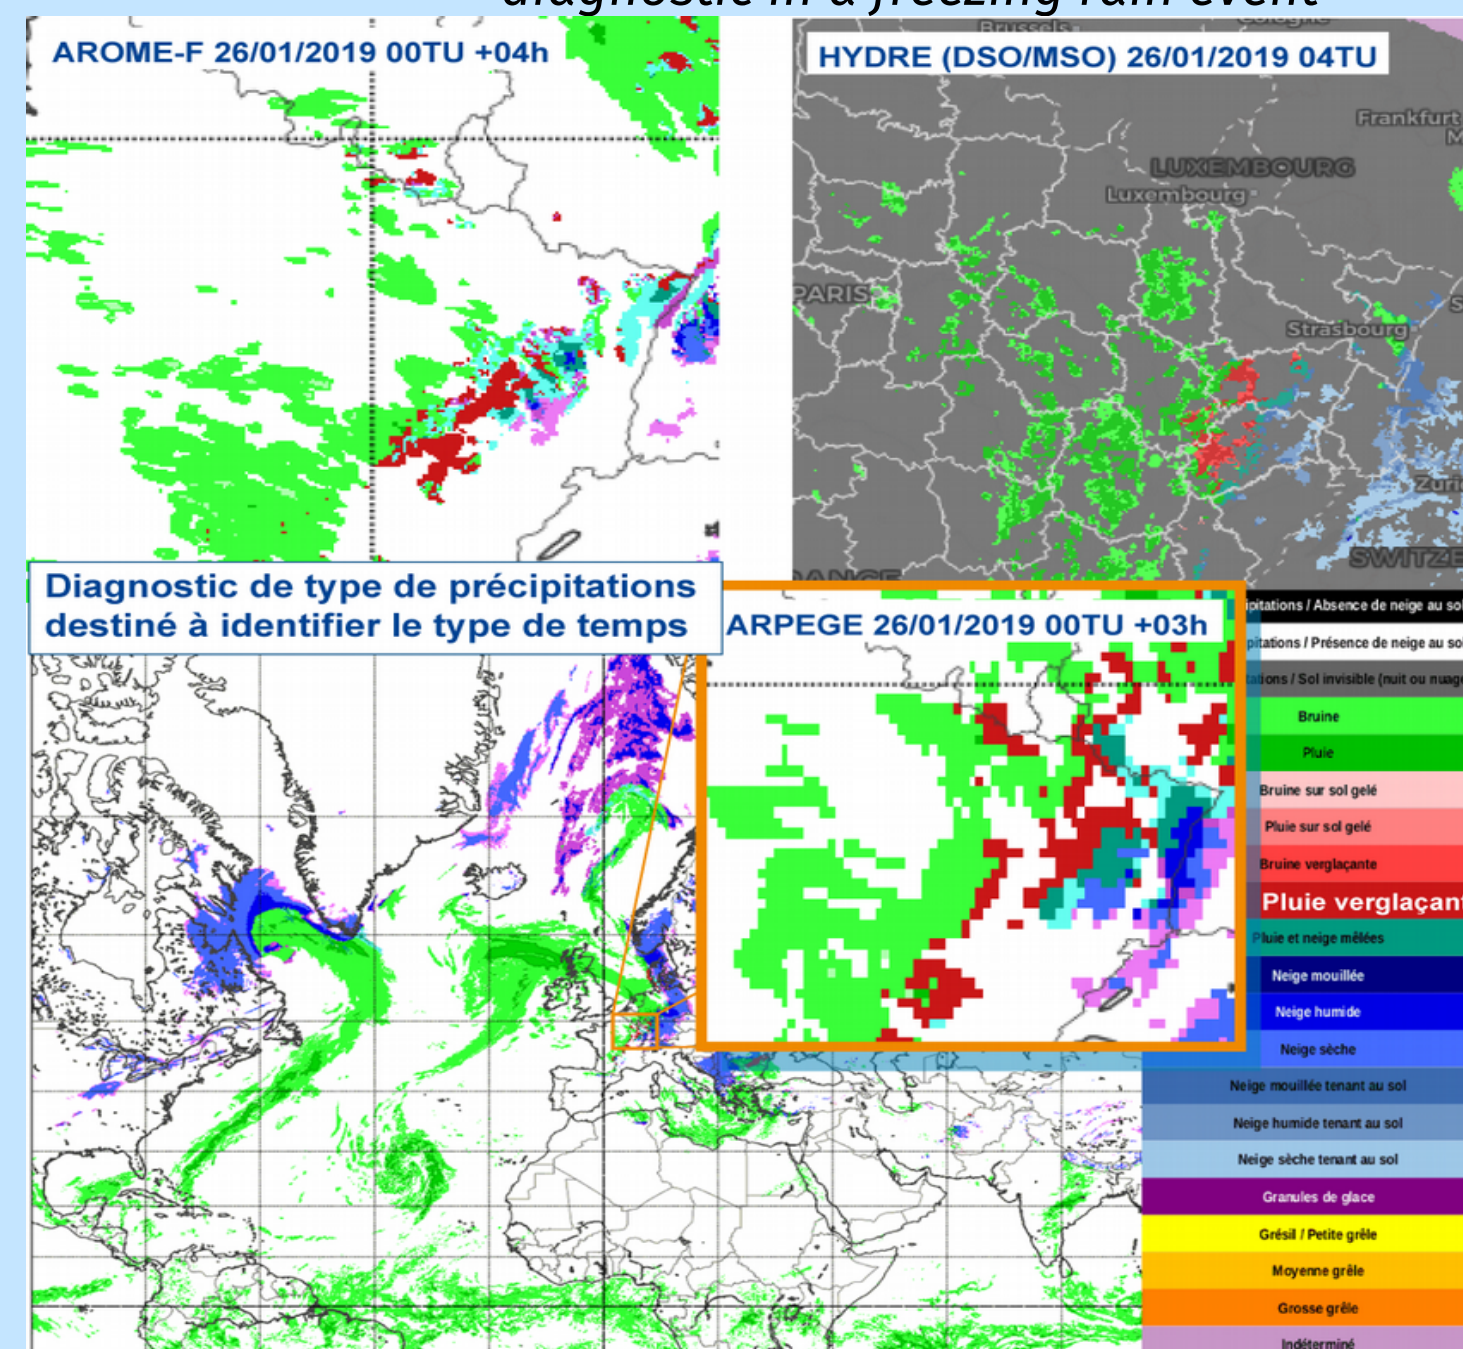 diagnostic in a freezing rain event
AROME-F 26/01/2019 00TU +04h
HYDRE (DSO/MSO) 26/01/2019 04TU
Brussels
Cologne
Frankfurt
M
LUXEMBOURG
Luxembourg
PARIS
S
Strasbourg
Zuri
SWITZE
ANCE
Diagnostic de type de précipitations
destiné à identifier le type de temps
ARPEGE 26/01/2019 00TU +03h
ipitations / Absence de neige au sol
pitations / Présence de neige au sol
tations / Sol invisible (nuit ou nuage
Bruine
Pluie
Bruine sur sol gelé
Pluie sur sol gelé
Bruine verglaçante
Pluie verglaçant
Pluie et neige mêlées
Neige mouillée
Neige humide
Neige sèche
Neige mouillée tenant au sol
Neige humide tenant au sol
Neige sèche tenant au sol
Granules de glace
Grésil / Petite grêle
Moyenne grêle
Grosse grêle
Indéterminé